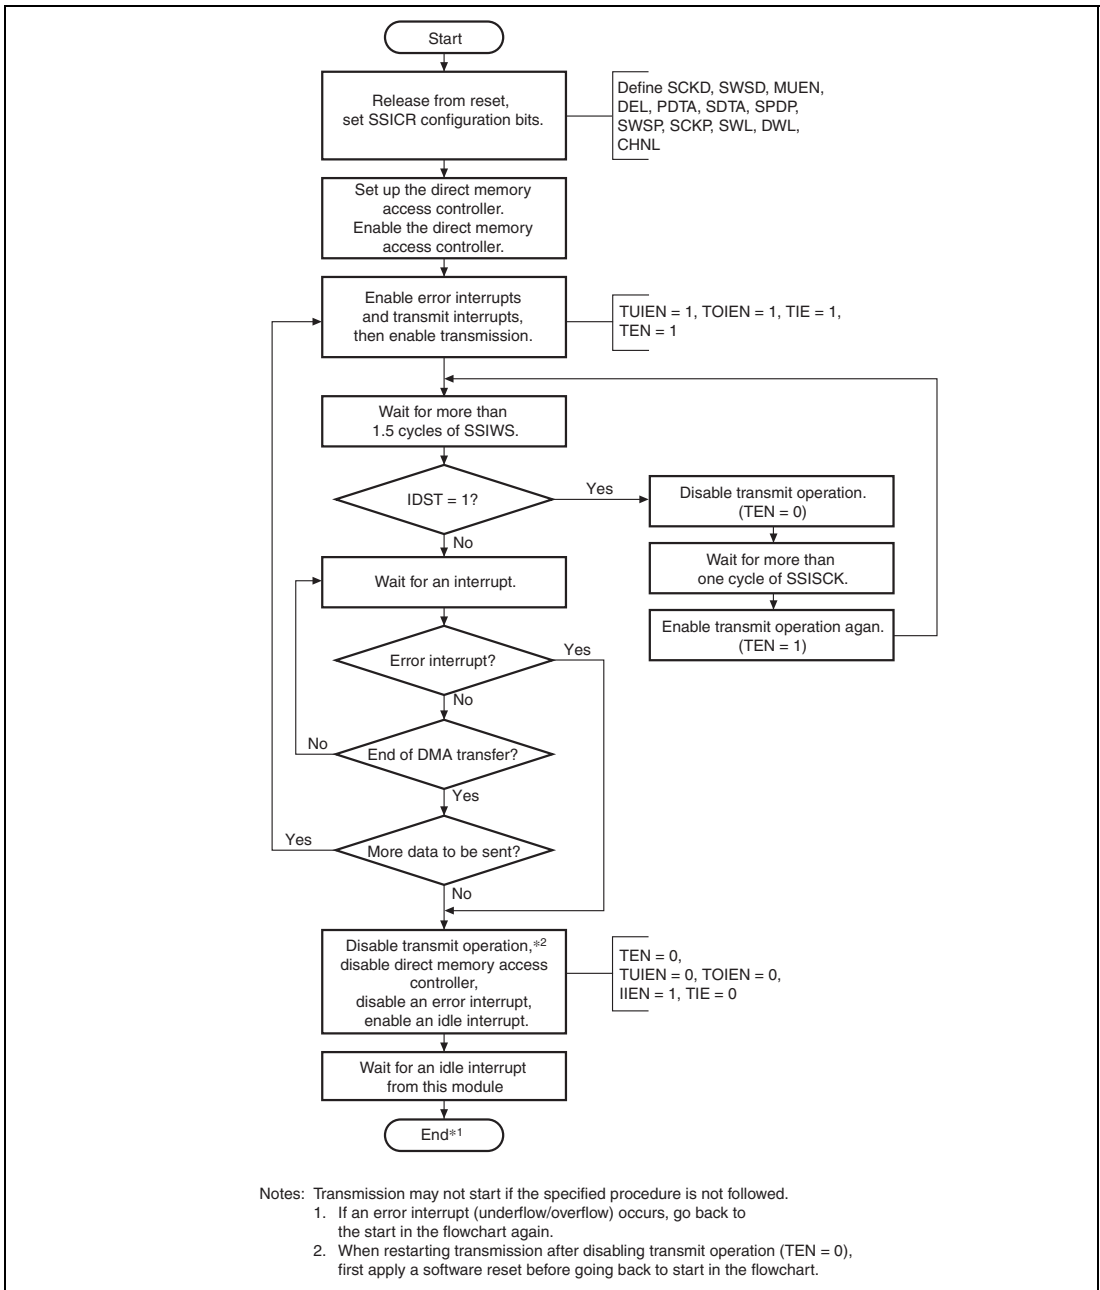 Start
Release from reset,
set SSICR configuration bits.
Define SCKD, SWSD, MUEN,
DEL, PDTA, SDTA, SPDP,
SWSP, SCKP, SWL, DWL,
CHNL
Set up the direct memory
access controller.
Enable the direct memory
access controller.
Enable error interrupts
and transmit interrupts,
then enable transmission.
TUIEN = 1, TOIEN = 1, TIE = 1,
TEN = 1
Wait for more than
1.5 cycles of SSIWS.
IDST = 1?
Yes
Disable transmit operation.
(TEN = 0)
Wait for more than
one cycle of SSISCK.
Enable transmit operation agan.
(TEN = 1)
No
Wait for an interrupt.
Error interrupt?
Yes
No
End of DMA transfer?
No
Yes
More data to be sent?
Yes
No
Disable transmit operation,*2
disable direct memory access
controller,
disable an error interrupt,
enable an idle interrupt.
TEN = 0,
TUIEN = 0, TOIEN = 0,
IIEN = 1, TIE = 0
Wait for an idle interrupt
from this module
End*1
Notes: Transmission may not start if the specified procedure is not followed.
1. If an error interrupt (underflow/overflow) occurs, go back to
the start in the flowchart again.
2. When restarting transmission after disabling transmit operation (TEN = 0),
first apply a software reset before going back to start in the flowchart.